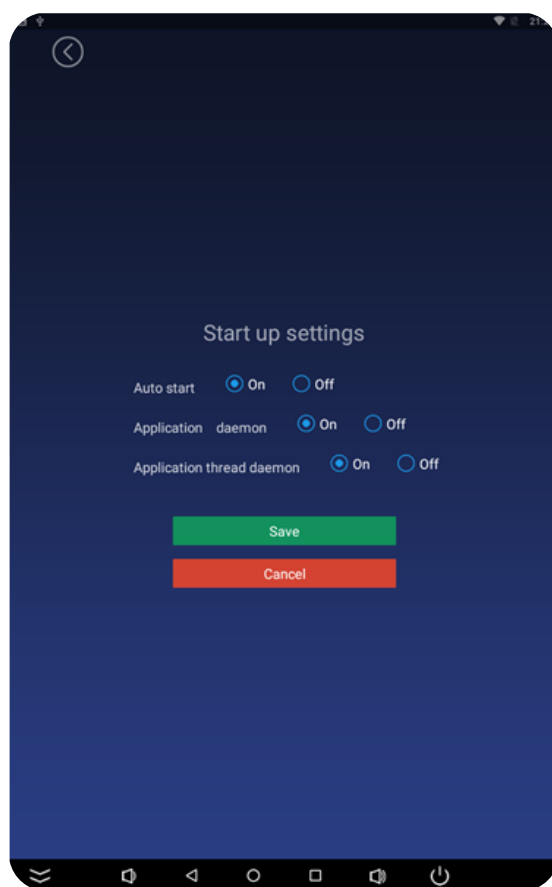 Start up settings
Auto start On Off
Application daemon On Off
Application thread daemon On Off
Save
Cancel